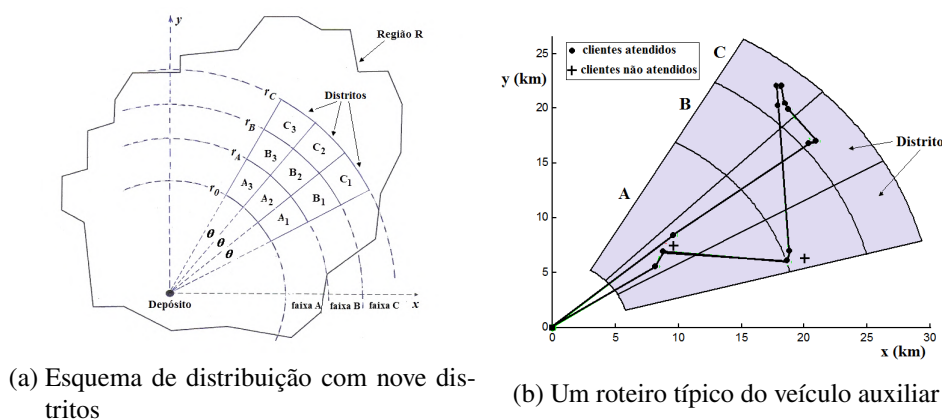 y
Região R
Distritos
r_C
r_B
r_A
r_0
C_3
C_2
C_1
B_3
B_2
B_1
A_3
A_2
A_1
θ
θ
θ
Depósito
faixa A
faixa B
faixa C
x
(a) Esquema de distribuição com nove dis-
tritos
clientes atendidos
clientes não atendidos
y (km)
25
20
15
10
5
0
C
B
A
Distrito
0 5 10 15 20 25 30
x (km)
(b) Um roteiro típico do veículo auxiliar